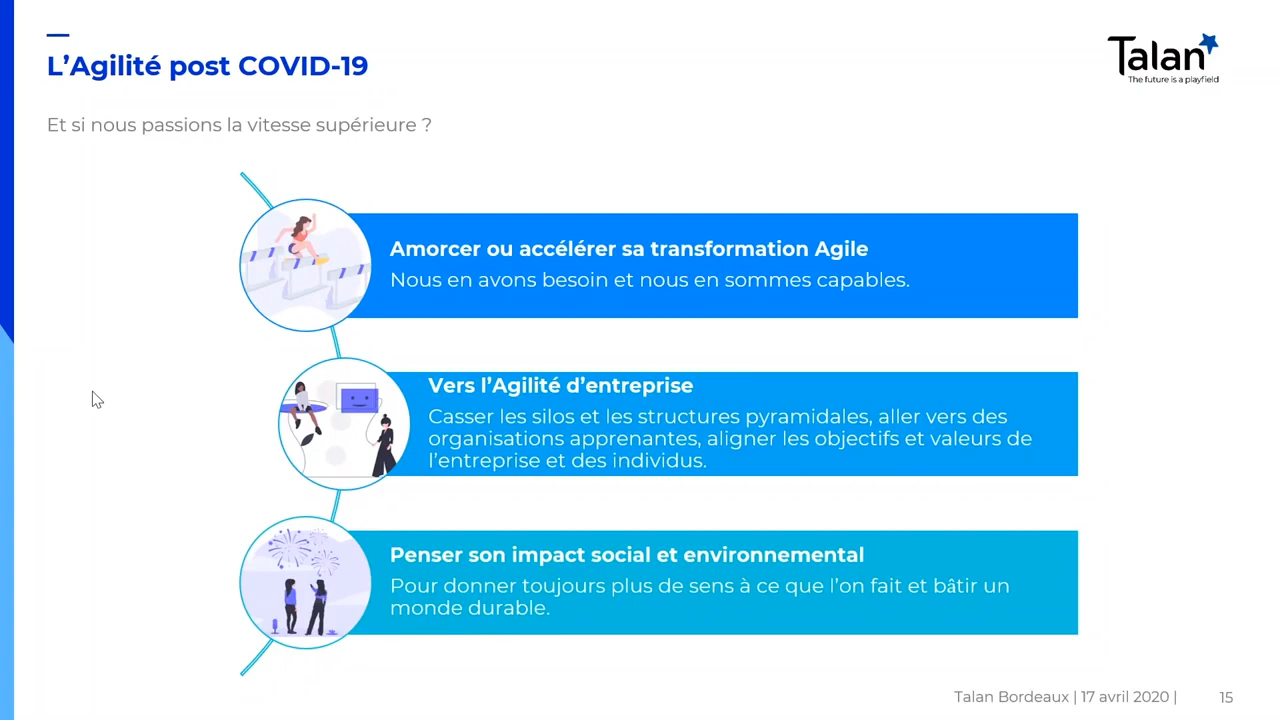 L’Agilité post COVID-19
Talan
The future is a playfield
Et si nous passions la vitesse supérieure ?
Amorcer ou accélérer sa transformation Agile
Nous en avons besoin et nous en sommes capables.
Vers l’Agilité d’entreprise
Casser les silos et les structures pyramidales, aller vers des
organisations apprenantes, aligner les objectifs et valeurs de
l’entreprise et des individus.
Penser son impact social et environnemental
Pour donner toujours plus de sens à ce que l’on fait et bâtir un
monde durable.
Talan Bordeaux | 17 avril 2020 |
15